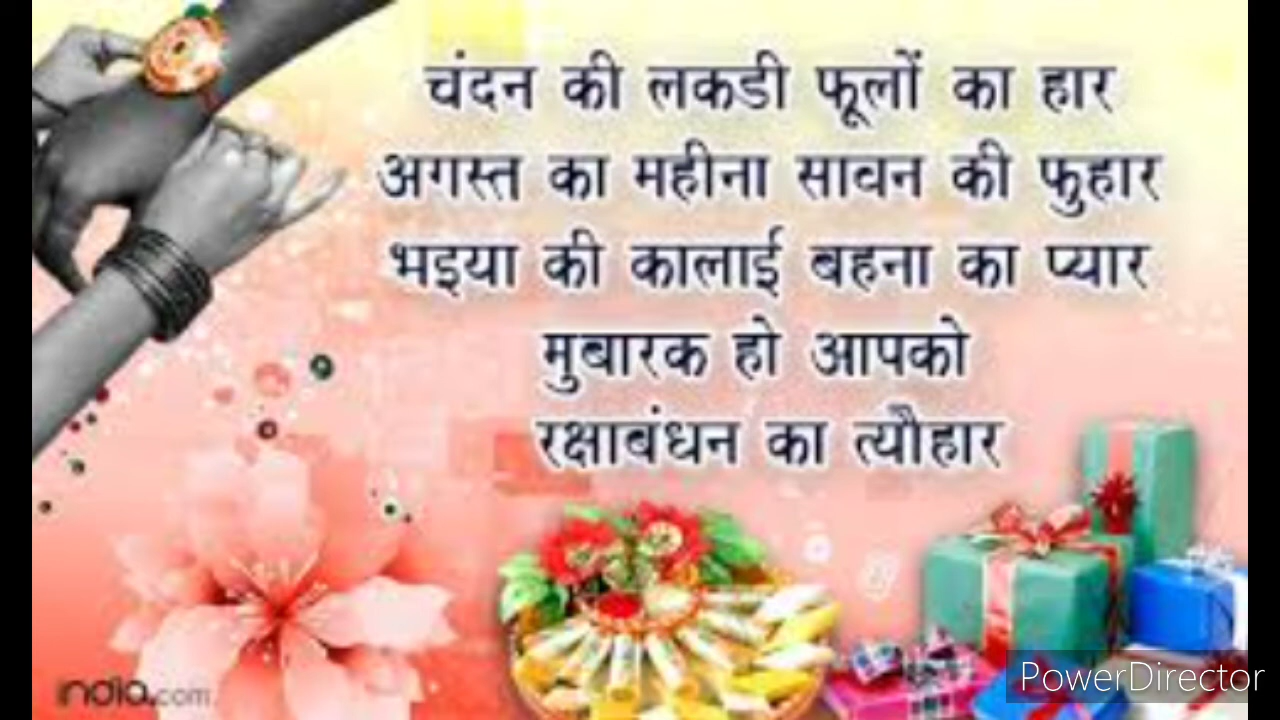 चंदन की लकडी फूलों का हार
अगस्त का महीना सावन की फुहार
भइया की कालाई बहना का प्यार
मुबारक हो आपको
रक्षाबंधन का त्यौहार
india.com
PowerDirector